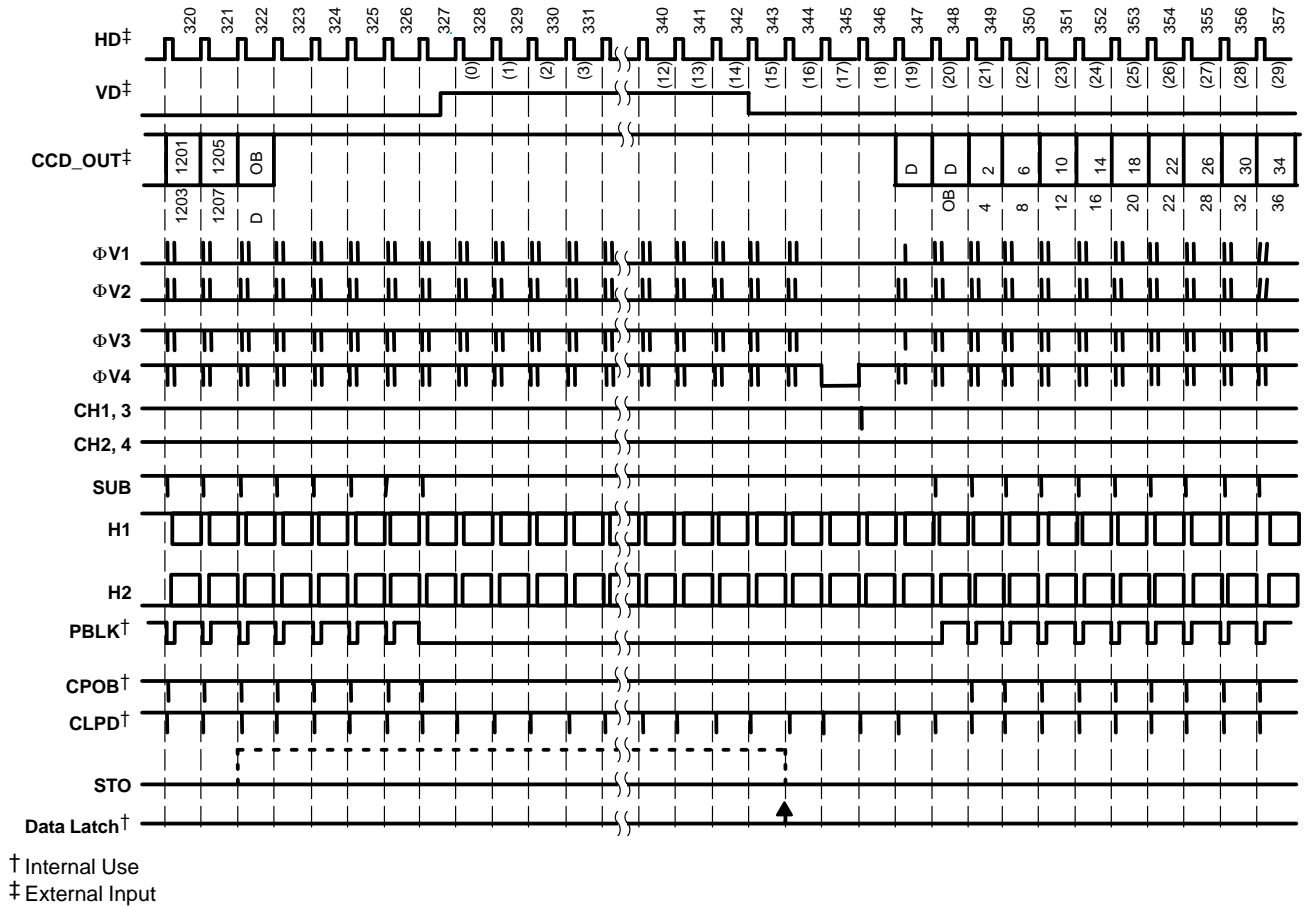 320 321 322 323 324 325 326 327 328 329 330 331 340 341 342 343 344 345 346 347 348 349 350 351 352 353 354 355 356 357
HD‡
(0) (1) (2) (3) (12) (13) (14) (15) (16) (17) (18) (19) (20) (21) (22) (23) (24) (25) (26) (27) (28) (29)
VD‡
CCD_OUT‡ 1201 1205 OB D D 2 6 10 14 18 22 26 30 34
1203 1207 D OB 4 8 12 16 20 22 28 32 36
ΦV1
ΦV2
ΦV3
ΦV4
CH1, 3
CH2, 4
SUB
H1
H2
PBLK†
CPOB†
CLPD†
STO
Data Latch†
† Internal Use
‡ External Input